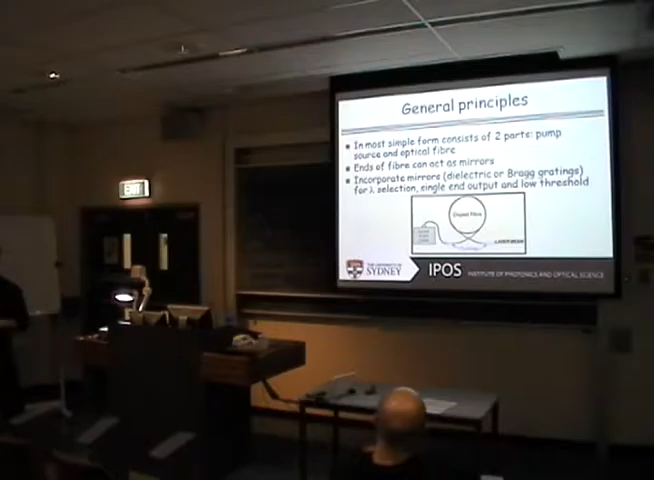 EXIT
General principles
In most simple form consists of 2 parts: pump
source and optical fibre
Ends of fibre can act as mirrors
Incorporate mirrors (dielectric or Bragg gratings)
for λ selection, single end output and low threshold
Doped Fibre
LASER BEAM
THE UNIVERSITY OF
SYDNEY
IPOS
INSTITUTE OF PHOTONICS AND OPTICAL SCIENCE